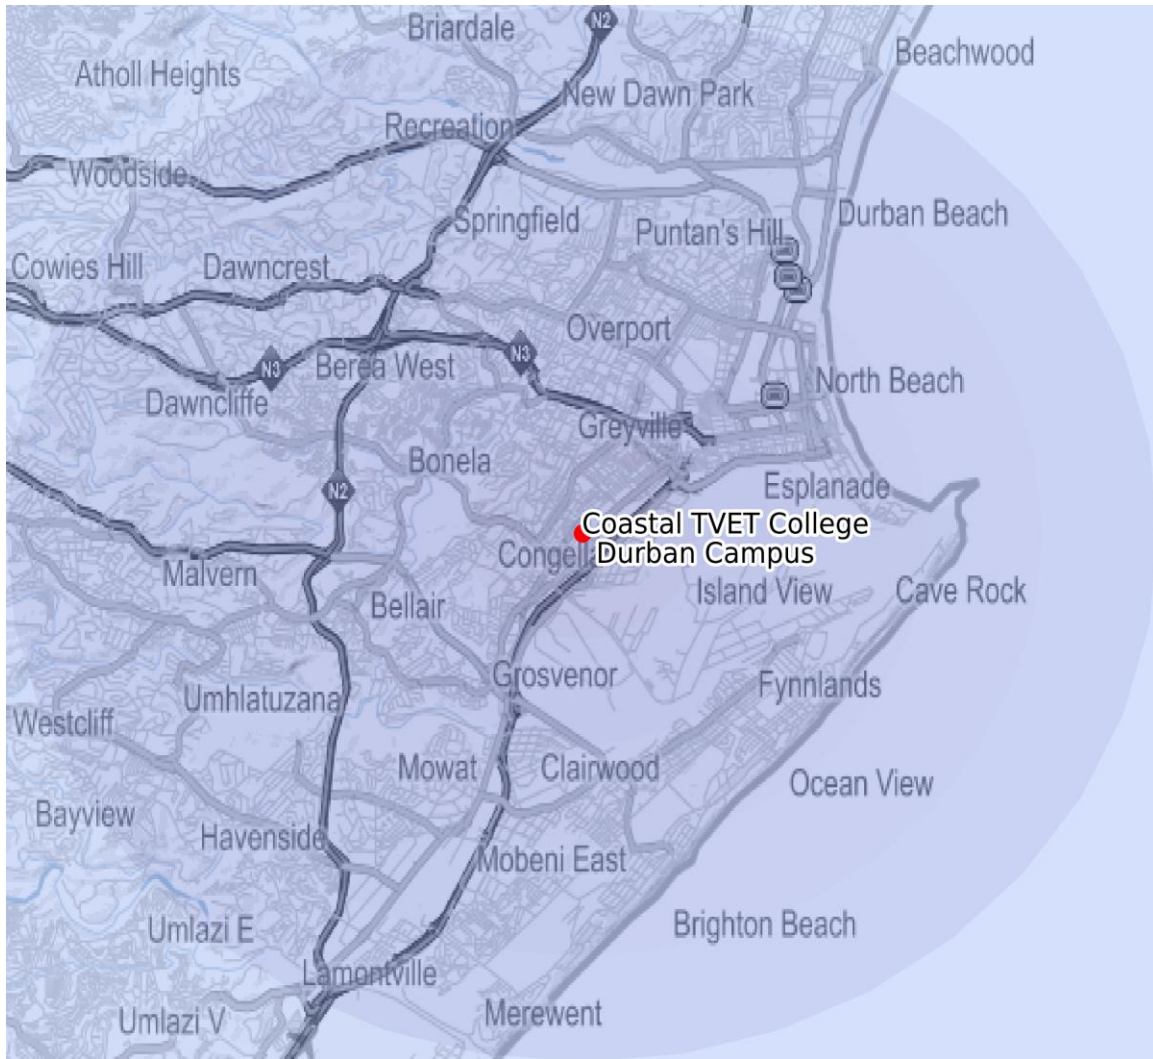 N2
Briardale
Beachwood
Atholl Heights
New Dawn Park
Recreation
Woodside
Springfield
Durban Beach
Puntan's Hill
Cowies Hill
Dawncrest
Overport
N3
N3
Berea West
North Beach
Dawncliffe
Greyville
Bonela
N2
Esplanade
Coastal TVET College
Durban Campus
Congella
Malvern
Island View
Cave Rock
Bellair
Grosvenor
Fynnlands
Umhlatuzana
Westcliff
Mowat
Clairwood
Ocean View
Bayview
Havenside
Mobeni East
Brighton Beach
Umlazi E
Lamontville
Merewent
Umlazi V